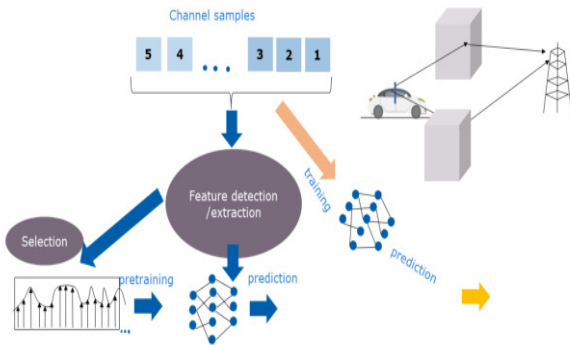 Channel samples
5 4 ... 3 2 1
Feature detection
/extraction
training
Selection
prediction
pretraining
prediction
...